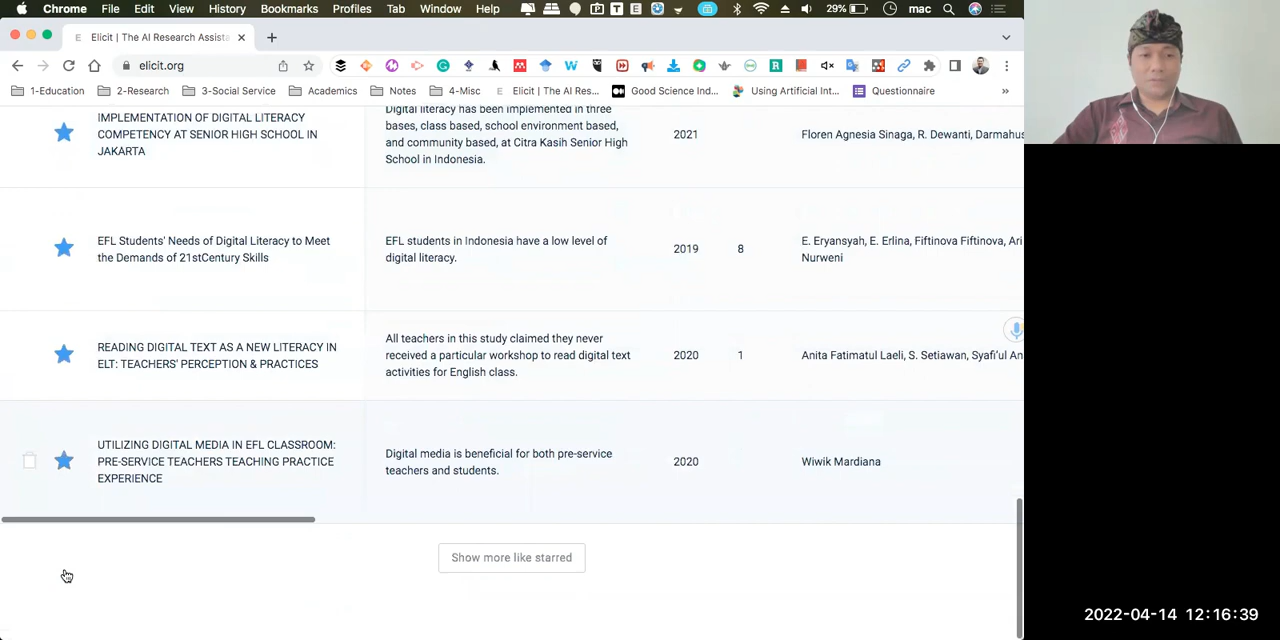 Chrome File Edit View History Bookmarks Profiles Tab Window Help 29% mac
Elicit | The AI Research Assista
elicit.org
1-Education 2-Research 3-Social Service Academics Notes 4-Misc Elicit | The AI Res... Good Science Ind... Using Artificial Int... Questionnaire »
IMPLEMENTATION OF DIGITAL LITERACY
COMPETENCY AT SENIOR HIGH SCHOOL IN
JAKARTA
Digital literacy has been implemented in three
bases, class based, school environment based,
and community based, at Citra Kasih Senior High
School in Indonesia.
2021
Floren Agnesia Sinaga, R. Dewanti, Darmahus
EFL Students' Needs of Digital Literacy to Meet
the Demands of 21stCentury Skills
EFL students in Indonesia have a low level of
digital literacy.
2019
8
E. Eryansyah, E. Erlina, Fiftinova Fiftinova, Ari
Nurweni
READING DIGITAL TEXT AS A NEW LITERACY IN
ELT: TEACHERS' PERCEPTION & PRACTICES
All teachers in this study claimed they never
received a particular workshop to read digital text
activities for English class.
2020
1
Anita Fatimatul Laeli, S. Setiawan, Syafi'ul An
UTILIZING DIGITAL MEDIA IN EFL CLASSROOM:
PRE-SERVICE TEACHERS TEACHING PRACTICE
EXPERIENCE
Digital media is beneficial for both pre-service
teachers and students.
2020
Wiwik Mardiana
Show more like starred
2022-04-14 12:16:39